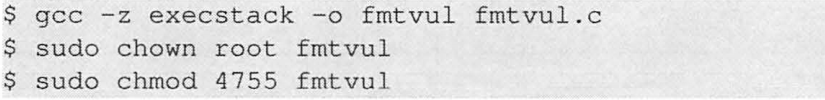 $ gcc -z execstack -o fmtvul fmtvul.c
$ sudo chown root fmtvul
$ sudo chmod 4755 fmtvul